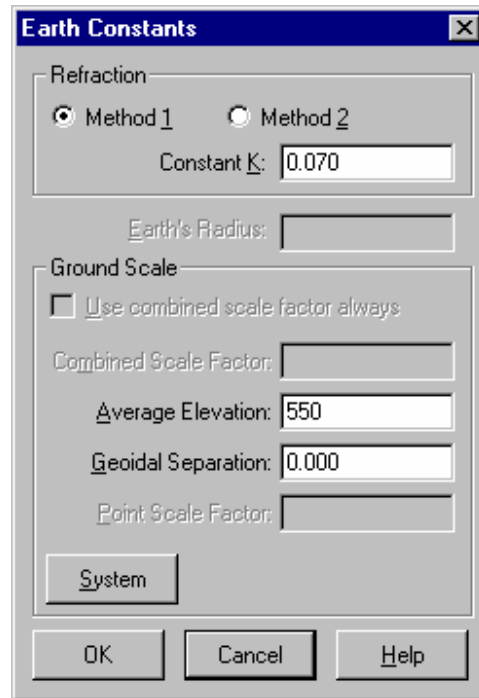 Earth Constants
Refraction
Method 1 Method 2
Constant K: 0.070
Earth's Radius:
Ground Scale
Use combined scale factor always
Combined Scale Factor:
Average Elevation: 550
Geoidal Separation: 0.000
Point Scale Factor:
System
OK Cancel Help